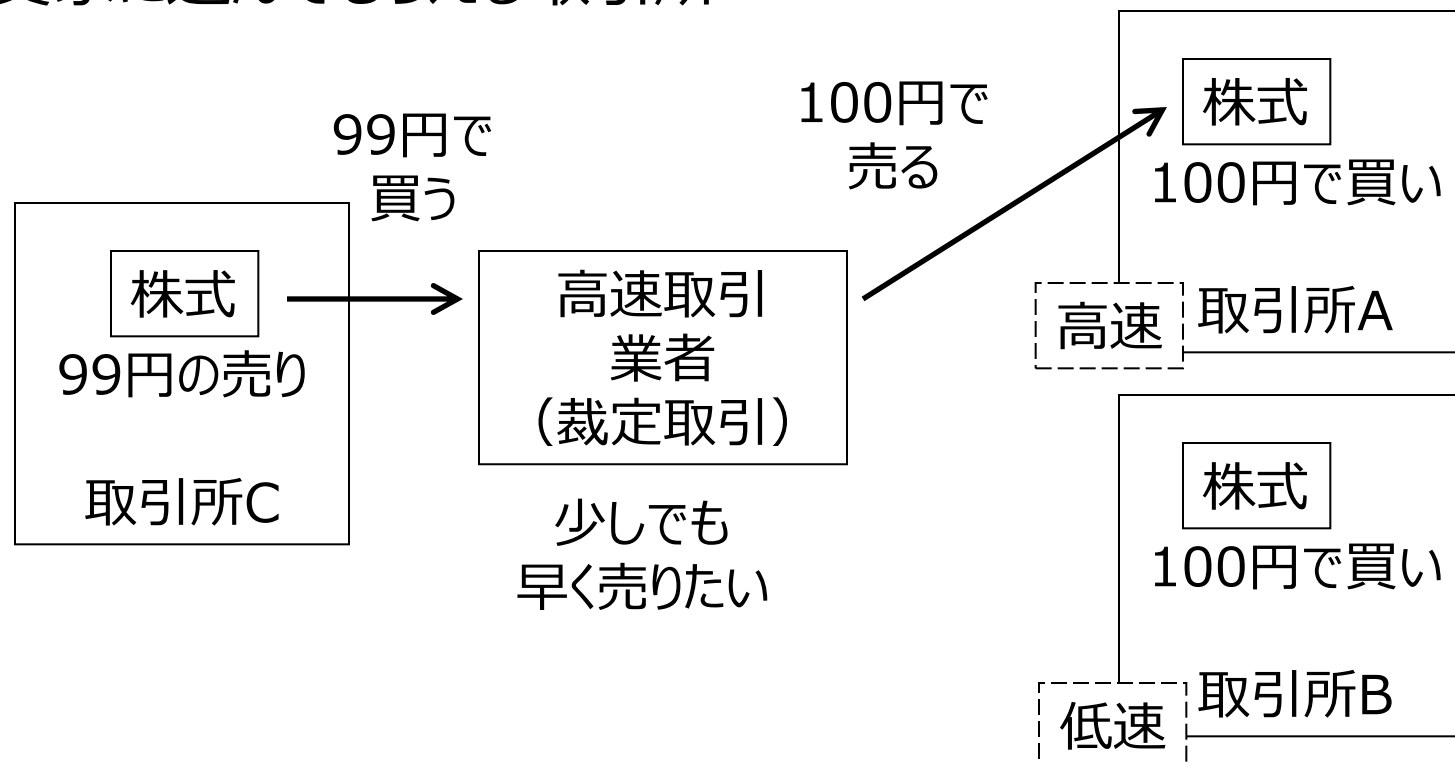 99円で
買う
100円で
売る
株式
99円の売り
取引所C
高速取引
業者
（裁定取引）
少しでも
早く売りたい
株式
100円で買い
高速
取引所A
株式
100円で買い
低速
取引所B